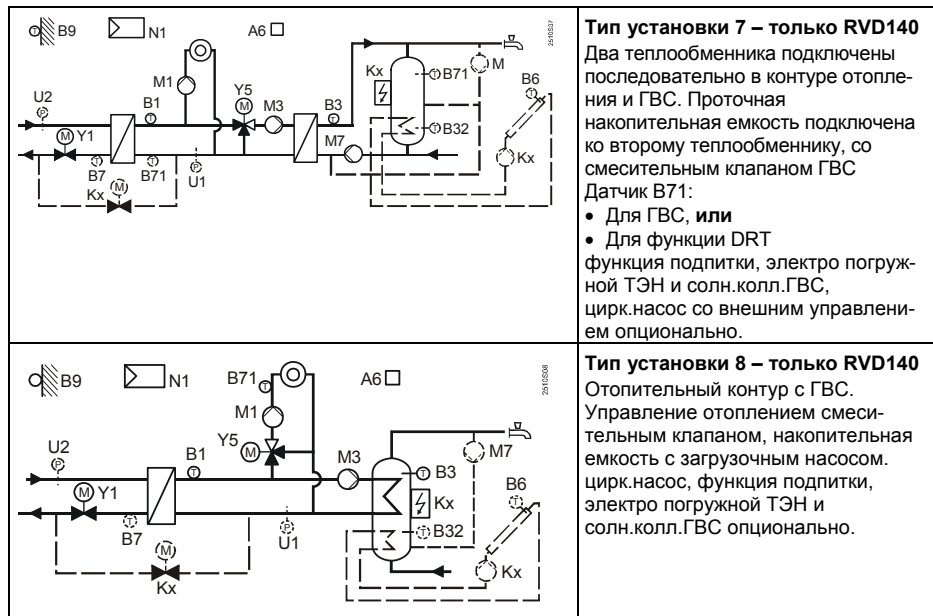 B9
N1
A6
2510S07
U2
B1
M1
Y5
M3
B3
Kx
B71
M
B6
Y1
B7
B71
U1
M7
B32
Kx
Kx
Тип установки 7 – только RVD140
Два теплообменника подключены
последовательно в контуре отопле-
ния и ГВС. Проточная
накопительная емкость подключена
ко второму теплообменнику, со
смесительным клапаном ГВС
Датчик B71:
• Для ГВС, или
• Для функции DRT
функция подпитки, электро погруж-
ной ТЭН и солн.колл.ГВС,
цирк.насос со внешним управлени-
ем опционально.
B9
N1
B71
A6
2510S08
M1
U2
B1
Y5
M3
M7
B3
B6
Y1
Kx
B7
U1
B32
Kx
Kx
Тип установки 8 – только RVD140
Отопительный контур с ГВС.
Управление отоплением смеси-
тельным клапаном, накопительная
емкость с загрузочным насосом.
цирк.насос, функция подпитки,
электро погружной ТЭН и
солн.колл.ГВС опционально.